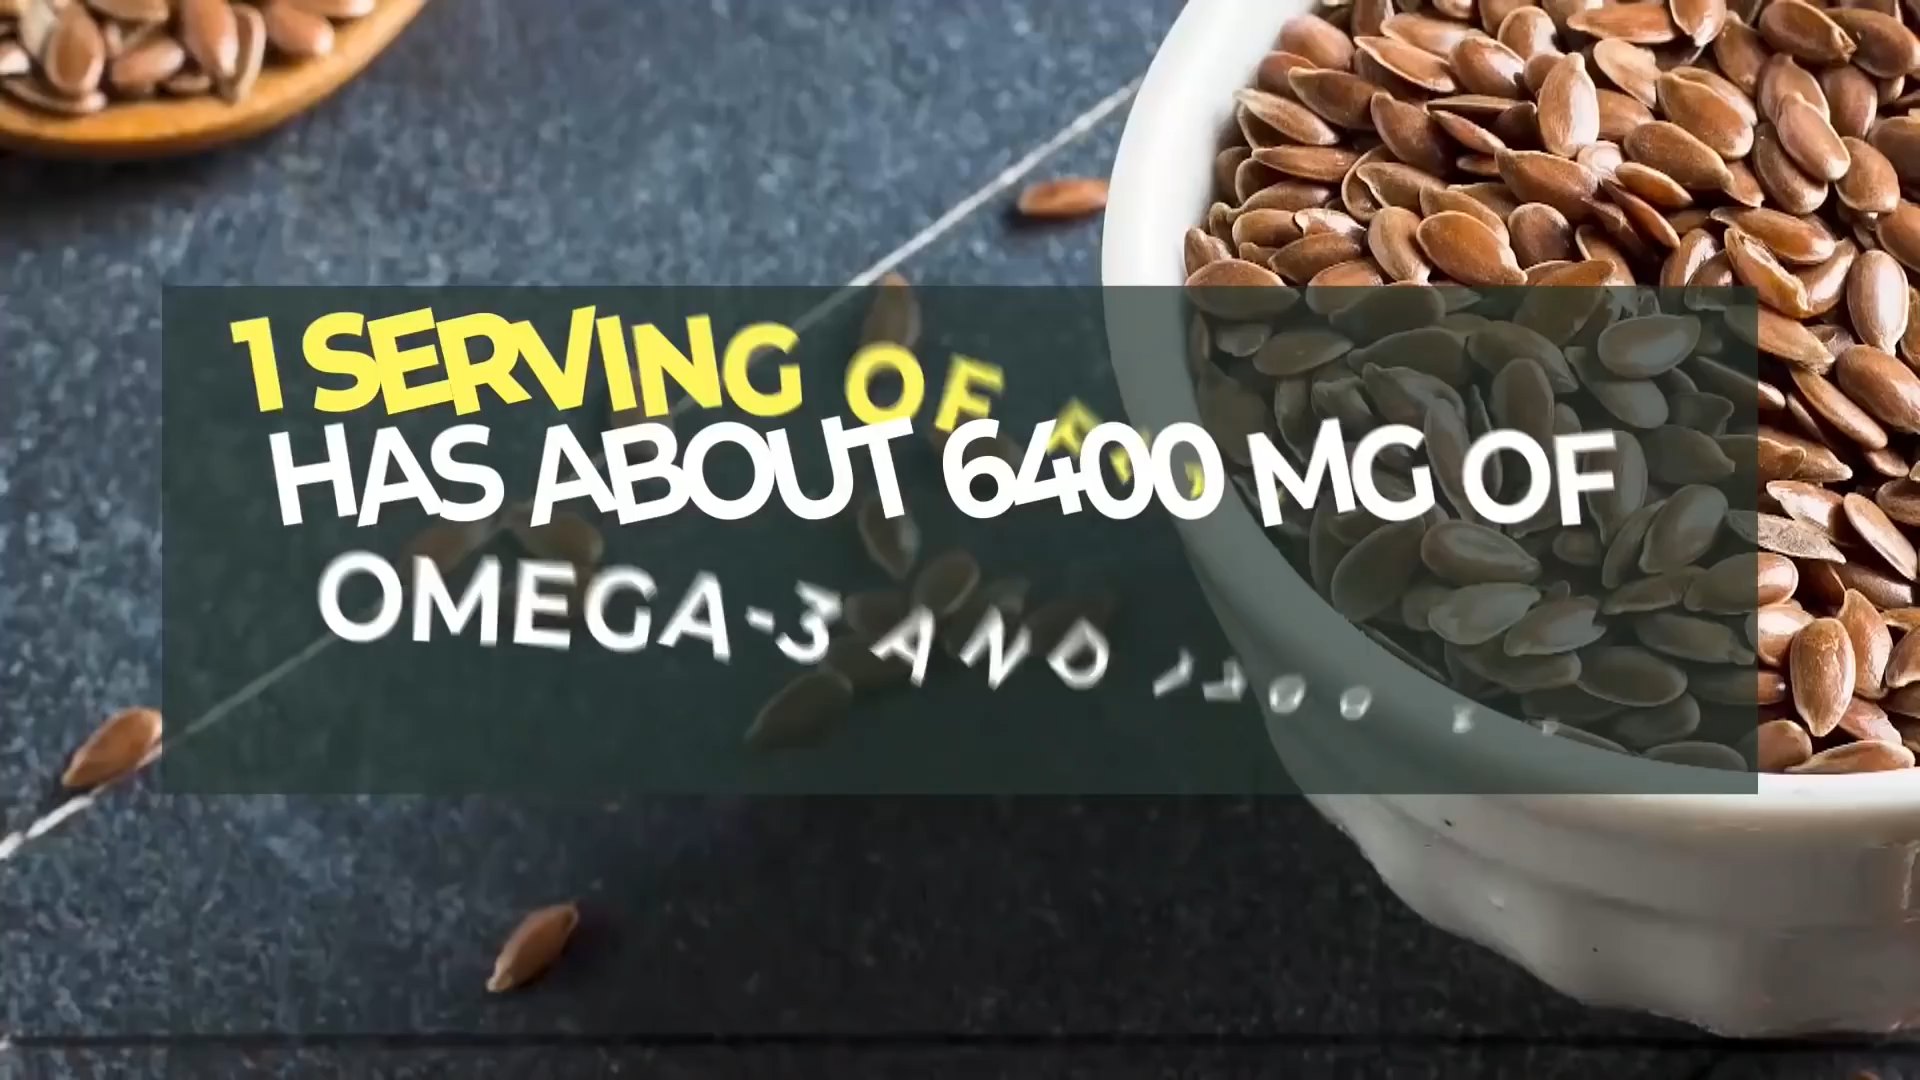 1 SERVING OF
HAS ABOUT 6400 MG OF
OMEGA-3 AND